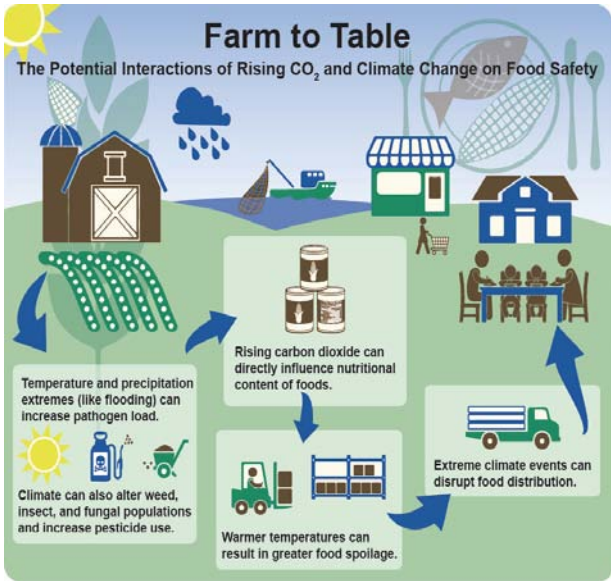 Farm to Table
The Potential Interactions of Rising CO₂ and Climate Change on Food Safety
Temperature and precipitation
extremes (like flooding) can
increase pathogen load.
Climate can also alter weed,
insect, and fungal populations
and increase pesticide use.
Rising carbon dioxide can
directly influence nutritional
content of foods.
Warmer temperatures can
result in greater food spoilage.
Extreme climate events can
disrupt food distribution.